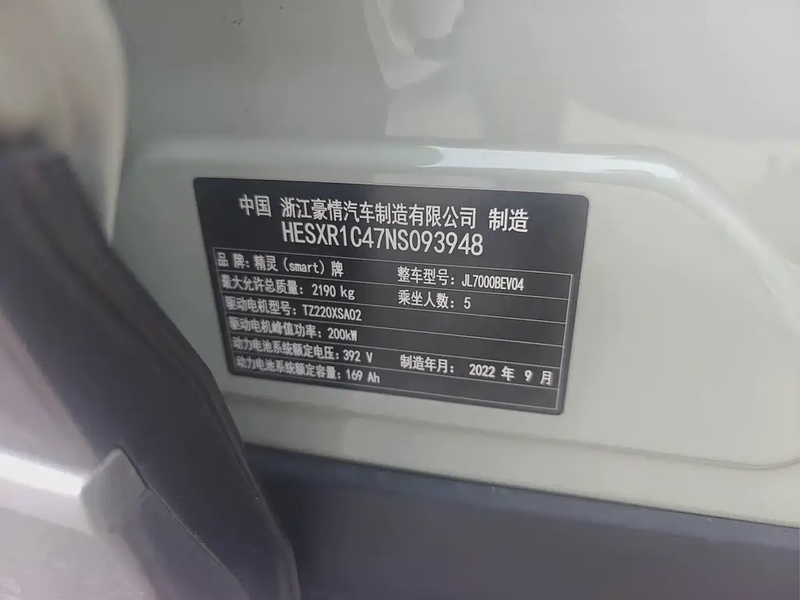 中国 浙江豪情汽车制造有限公司 制造
HESXR1C47NS093948
品牌:精灵(smart)牌 整车型号:JL7000BEV04
最大允许总质量:2190 kg 乘坐人数:5
驱动电机型号:TZ220XSA02
驱动电机峰值功率:200kW
动力电池系统额定电压:392 V 制造年月: 2022 年 9 月
动力电池系统额定容量:169 Ah